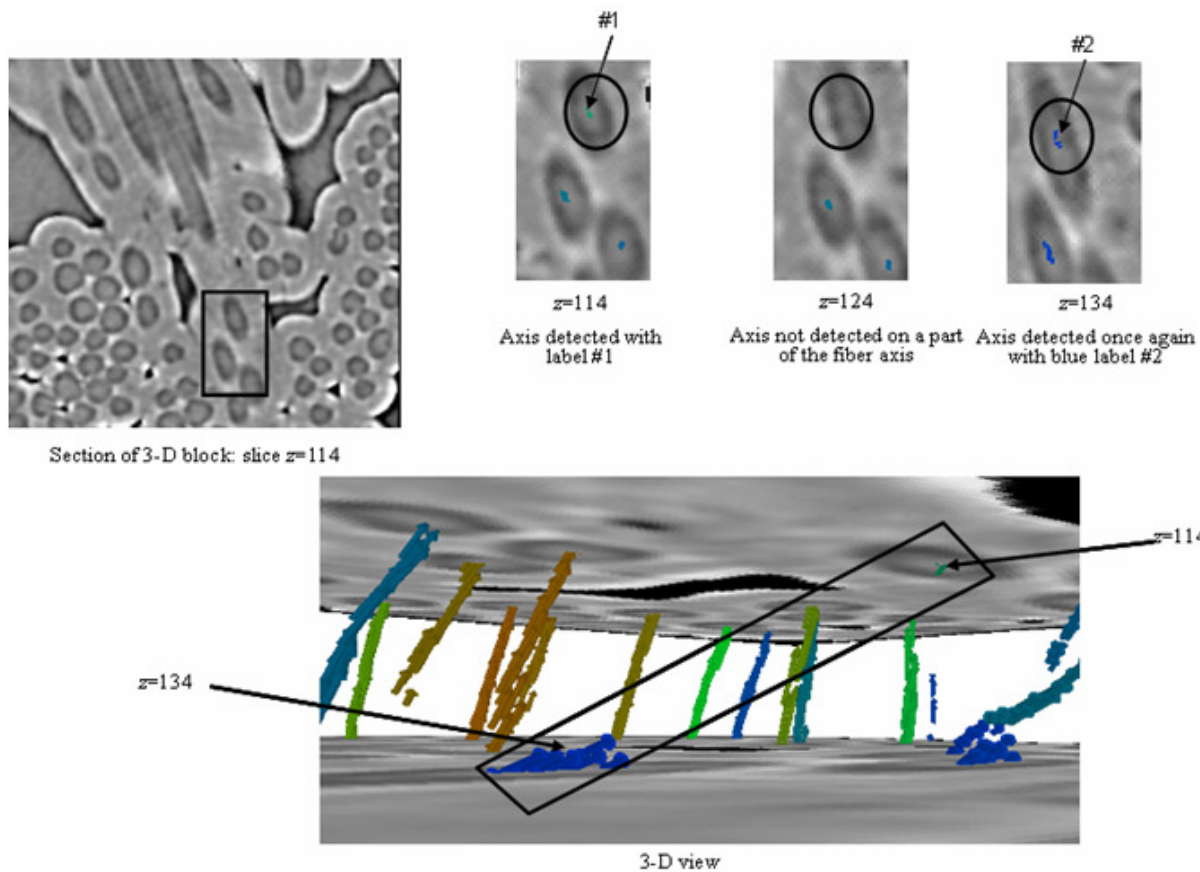 #1
#2
z=114
z=124
z=134
Axis detected with
label #1
Axis not detected on a part
of the fiber axis
Axis detected once again
with blue label #2
Section of 3-D block: slice z=114
z=114
z=134
3-D view